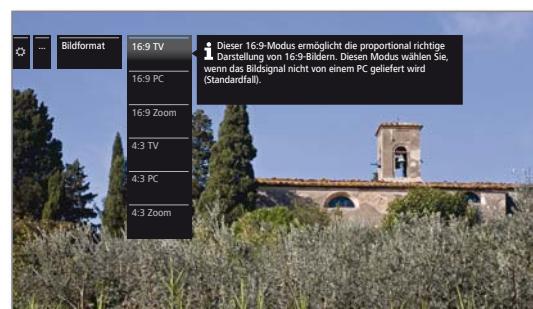 ...
Bildformat
16:9 TV
16:9 PC
16:9 Zoom
4:3 TV
4:3 PC
4:3 Zoom
Dieser 16:9-Modus ermöglicht die proportional richtige
Darstellung von 16:9-Bildern. Diesen Modus wählen Sie,
wenn das Bildsignal nicht von einem PC geliefert wird
(Standardfall).